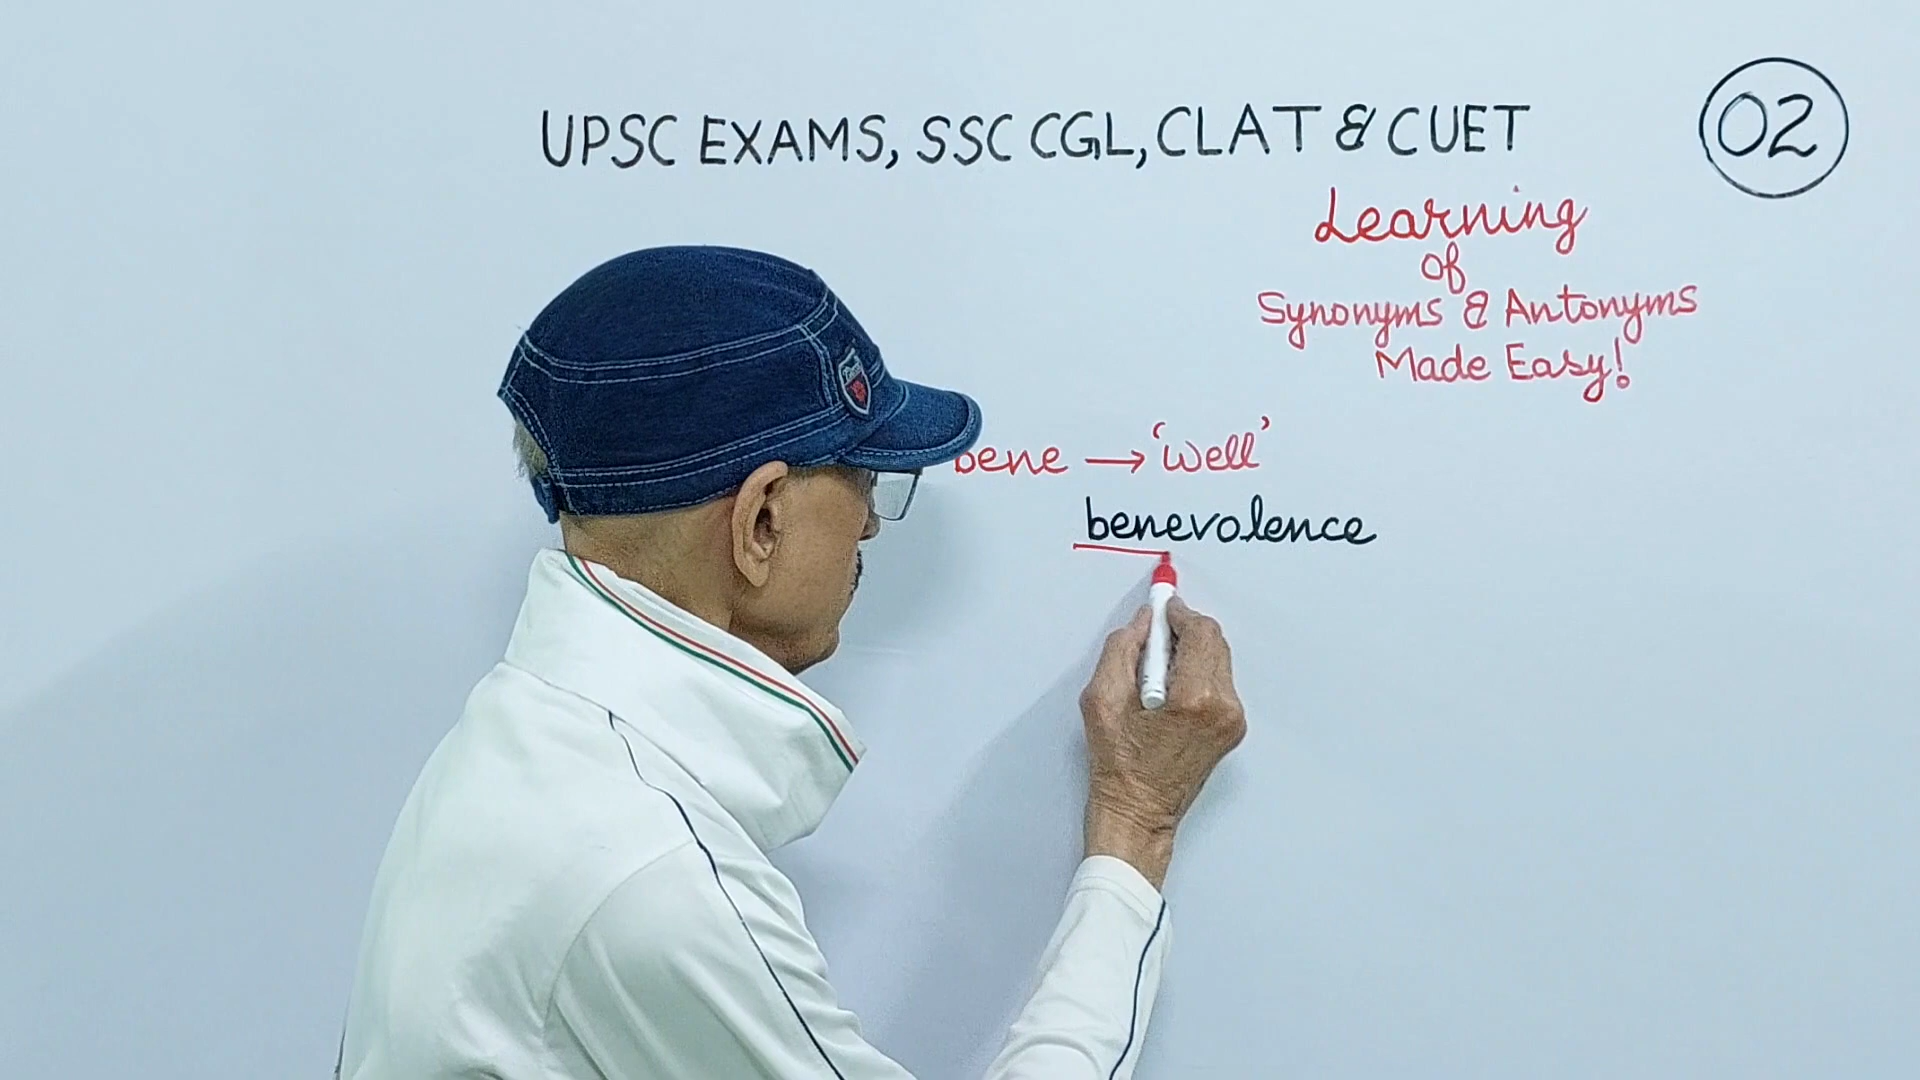 UPSC EXAMS, SSC CGL, CLAT & CUET
02
Learning
of
Synonyms & Antonyms
Made Easy!
bene → 'well'
benevolence